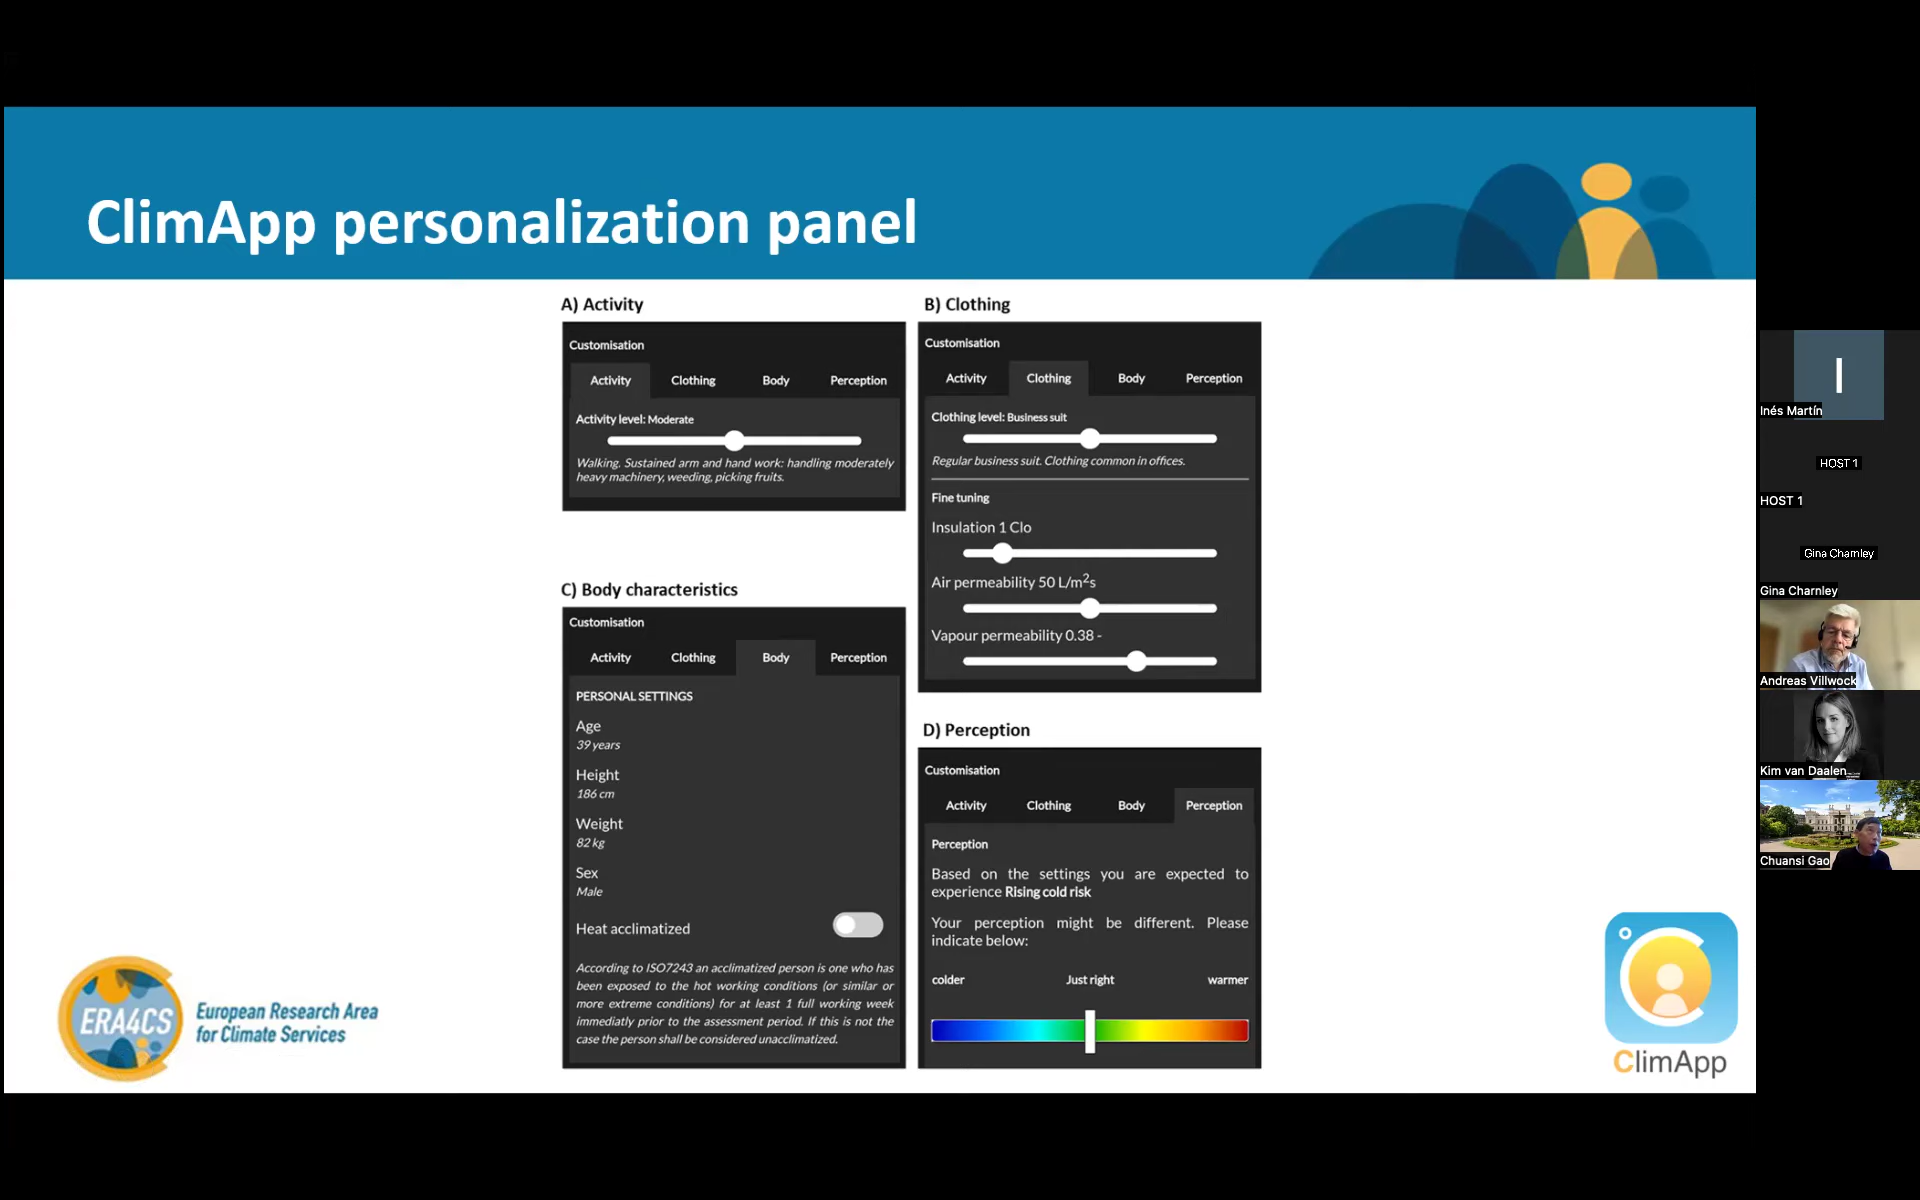 ClimApp personalization panel
A) Activity
Customisation
Activity Clothing Body Perception
Activity level: Moderate
Walking. Sustained arm and hand work: handling moderately
heavy machinery, weeding, picking fruits.
B) Clothing
Customisation
Activity Clothing Body Perception
Clothing level: Business suit
Regular business suit. Clothing common in offices.
Fine tuning
Insulation 1 Clo
Air permeability 50 L/m²s
Vapour permeability 0.38 -
C) Body characteristics
Customisation
Activity Clothing Body Perception
PERSONAL SETTINGS
Age
39 years
Height
186 cm
Weight
82 kg
Sex
Male
Heat acclimatized
According to ISO7243 an acclimatized person is one who has
been exposed to the hot working conditions (or similar or
more extreme conditions) for at least 1 full working week
immediatly prior to the assessment period. If this is not the
case the person shall be considered unacclimatized.
D) Perception
Customisation
Activity Clothing Body Perception
Perception
Based on the settings you are expected to
experience Rising cold risk
Your perception might be different. Please
indicate below:
colder Just right warmer
ERA4CS
European Research Area
for Climate Services
ClimApp
I
Inés Martín
HOST 1
HOST 1
Gina Charnley
Gina Charnley
Andreas Villwock
Kim van Daalen
Chuansi Gao